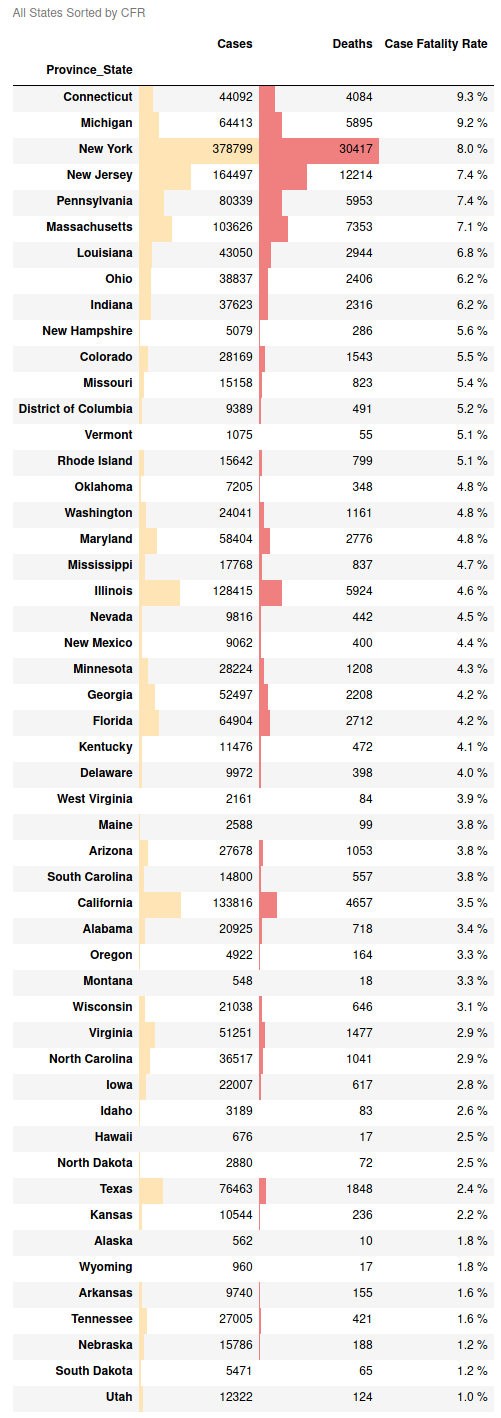 All States Sorted by CFR
Cases Deaths Case Fatality Rate
Province_State
Connecticut 44092 4084 9.3 %
Michigan 64413 5895 9.2 %
New York 378799 30417 8.0 %
New Jersey 164497 12214 7.4 %
Pennsylvania 80339 5953 7.4 %
Massachusetts 103626 7353 7.1 %
Louisiana 43050 2944 6.8 %
Ohio 38837 2406 6.2 %
Indiana 37623 2316 6.2 %
New Hampshire 5079 286 5.6 %
Colorado 28169 1543 5.5 %
Missouri 15158 823 5.4 %
District of Columbia 9389 491 5.2 %
Vermont 1075 55 5.1 %
Rhode Island 15642 799 5.1 %
Oklahoma 7205 348 4.8 %
Washington 24041 1161 4.8 %
Maryland 58404 2776 4.8 %
Mississippi 17768 837 4.7 %
Illinois 128415 5924 4.6 %
Nevada 9816 442 4.5 %
New Mexico 9062 400 4.4 %
Minnesota 28224 1208 4.3 %
Georgia 52497 2208 4.2 %
Florida 64904 2712 4.2 %
Kentucky 11476 472 4.1 %
Delaware 9972 398 4.0 %
West Virginia 2161 84 3.9 %
Maine 2588 99 3.8 %
Arizona 27678 1053 3.8 %
South Carolina 14800 557 3.8 %
California 133816 4657 3.5 %
Alabama 20925 718 3.4 %
Oregon 4922 164 3.3 %
Montana 548 18 3.3 %
Wisconsin 21038 646 3.1 %
Virginia 51251 1477 2.9 %
North Carolina 36517 1041 2.9 %
Iowa 22007 617 2.8 %
Idaho 3189 83 2.6 %
Hawaii 676 17 2.5 %
North Dakota 2880 72 2.5 %
Texas 76463 1848 2.4 %
Kansas 10544 236 2.2 %
Alaska 562 10 1.8 %
Wyoming 960 17 1.8 %
Arkansas 9740 155 1.6 %
Tennessee 27005 421 1.6 %
Nebraska 15786 188 1.2 %
South Dakota 5471 65 1.2 %
Utah 12322 124 1.0 %